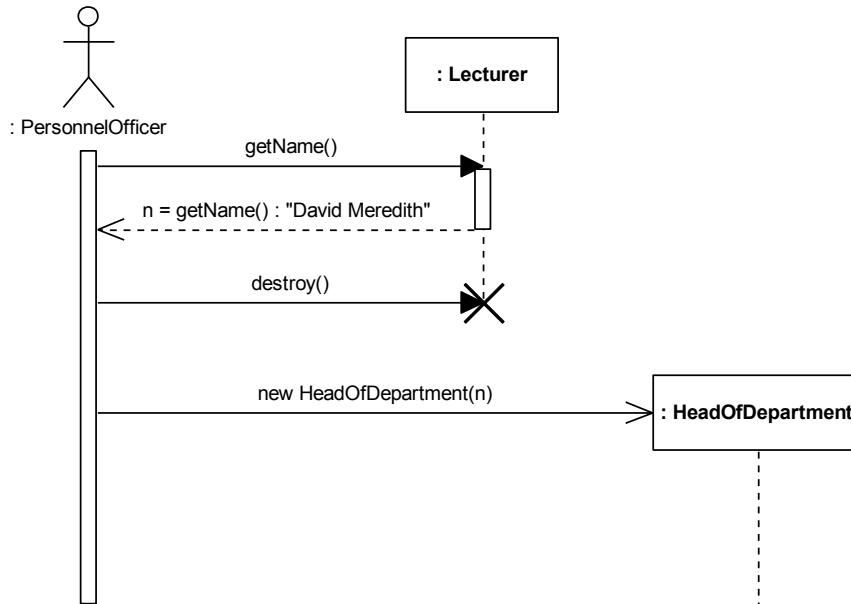 : Lecturer
: PersonnelOfficer
getName()
n = getName() : "David Meredith"
destroy()
new HeadOfDepartment(n)
: HeadOfDepartment